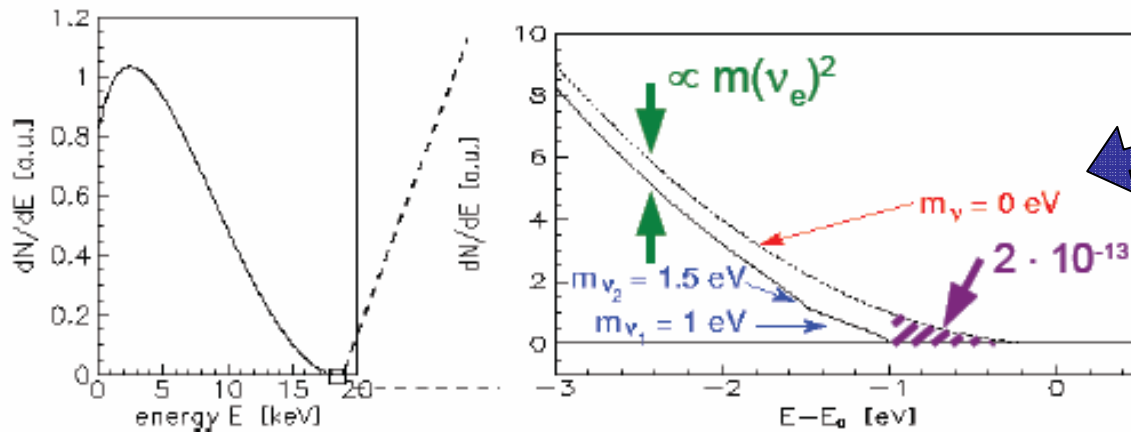 1.2
1
0.8
0.6
0.4
0.2
0
dN/dE [a.u.]
0 5 10 15 20
energy E [keV]
10
8
6
4
2
0
dN/dE [a.u.]
∝ m(νe)²
mν = 0 eV
2 · 10⁻¹³
mν₂ = 1.5 eV
mν₁ = 1 eV
−3 −2 −1 0
E−E₀ [eV]